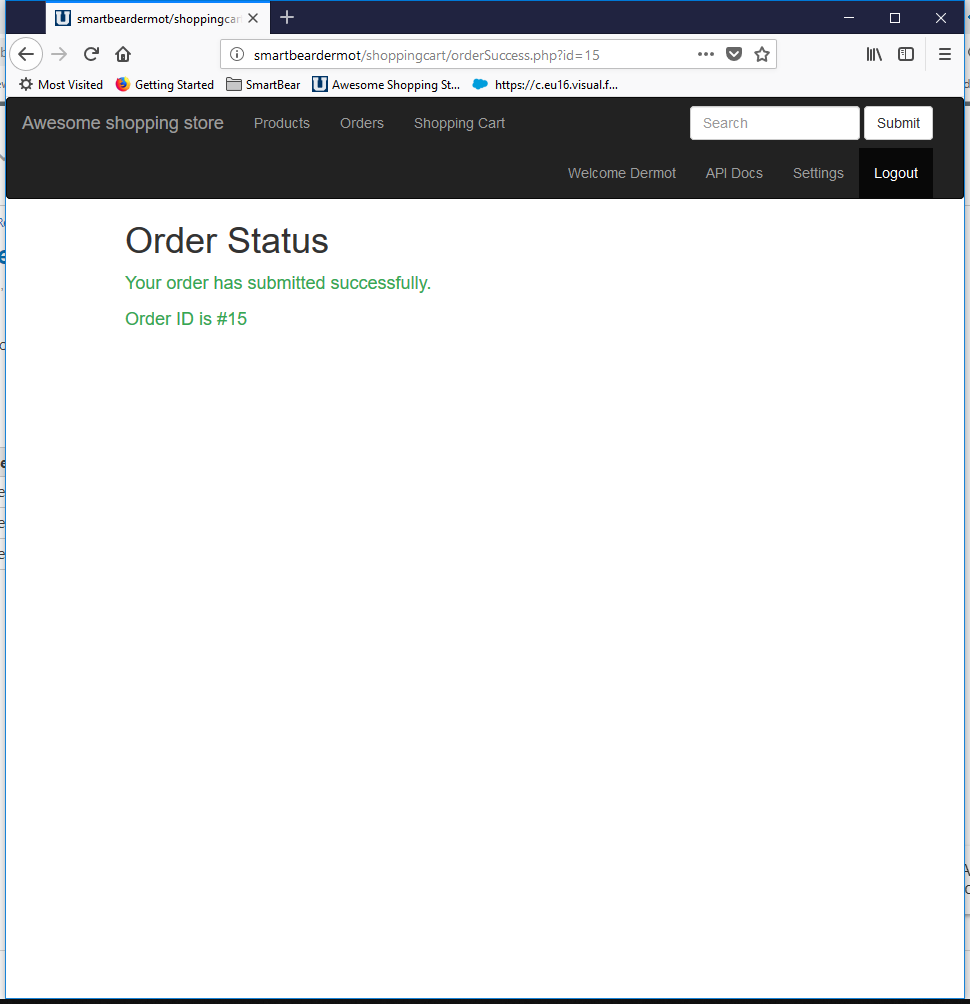 smartbeardermot/shoppingcar
smartbeardermot/shoppingcart/orderSuccess.php?id=15
Most Visited Getting Started SmartBear Awesome Shopping St... https://c.eu16.visual.f...
Awesome shopping store Products Orders Shopping Cart Search Submit
Welcome Dermot API Docs Settings Logout
Order Status
Your order has submitted successfully.
Order ID is #15